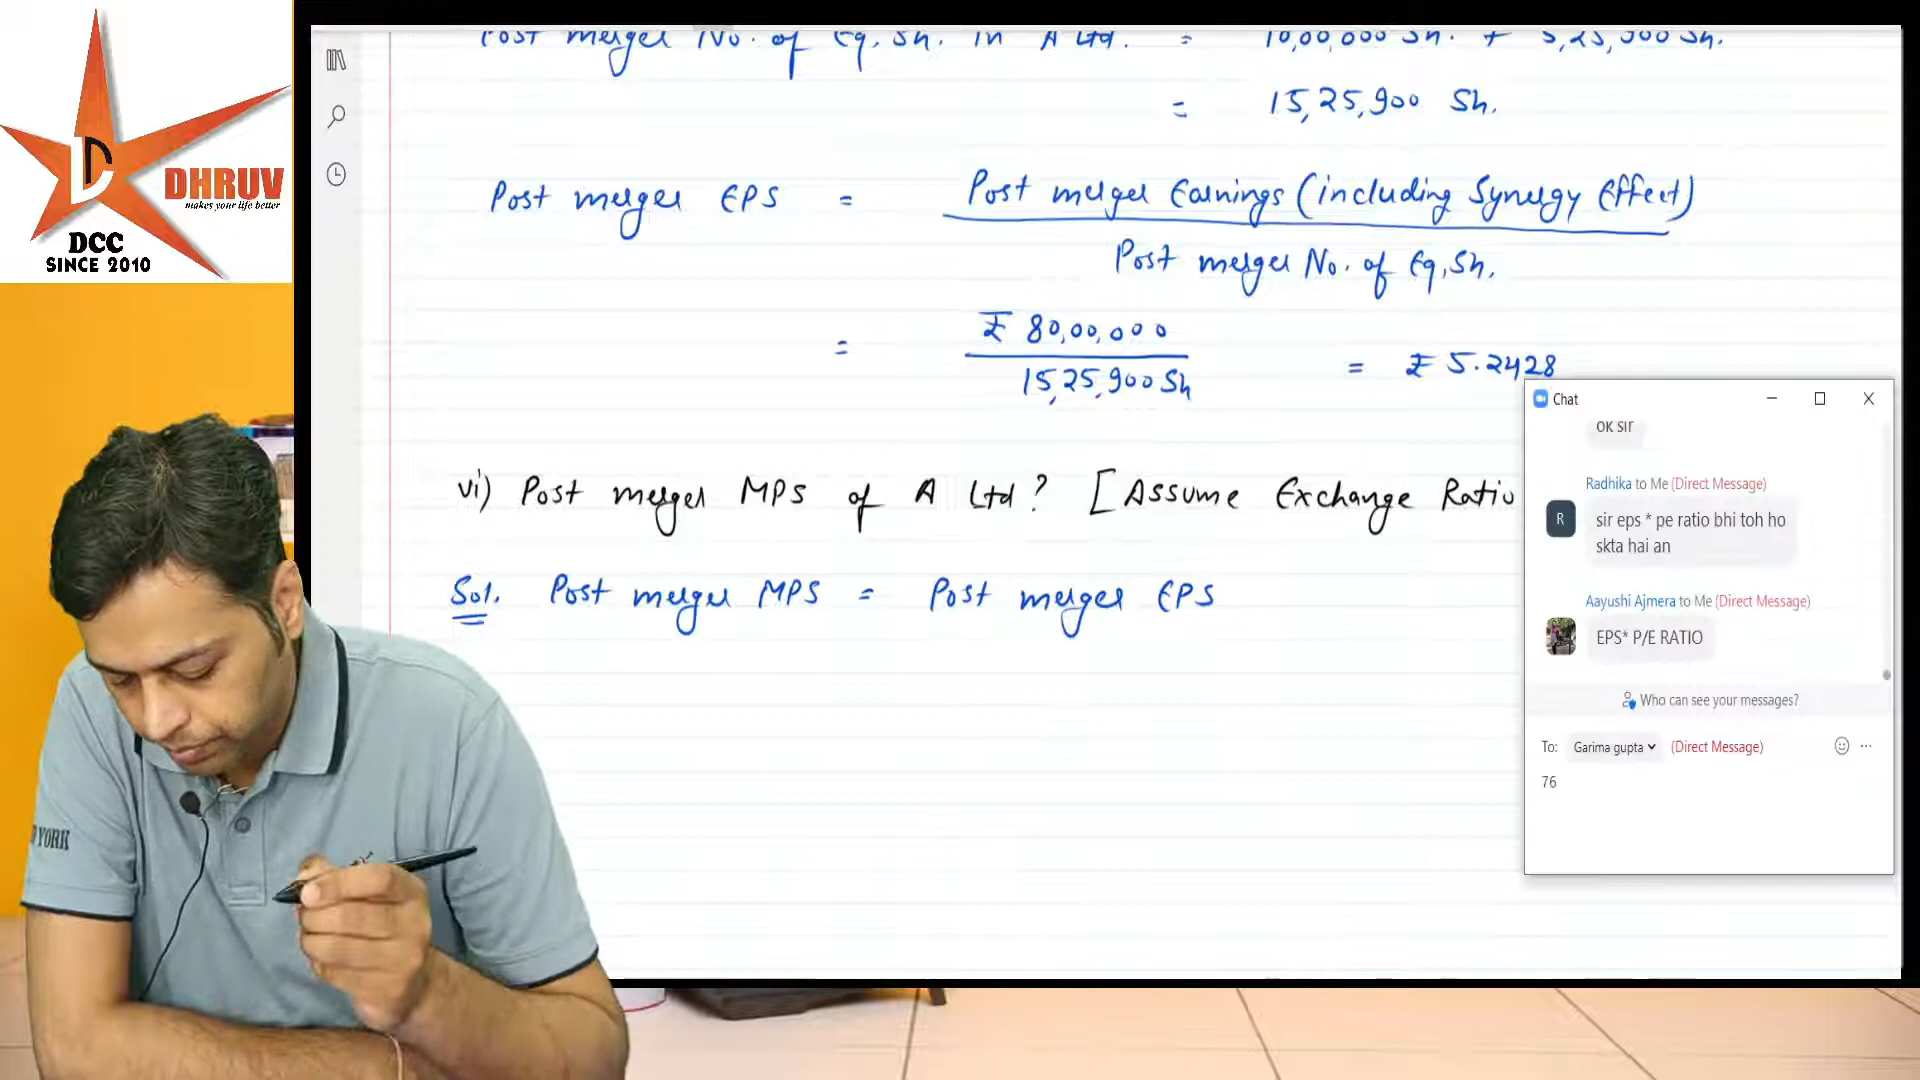 DHRUV
makes your life better
DCC
SINCE 2010
Post merger No. of Eq. Sh. in A Ltd. = 10,00,000 Sh. + 5,25,900 Sh.
= 15,25,900 Sh.
Post merger EPS = Post merger Earnings (including Synergy Effect)
Post merger No. of Eq. Sh.
= ₹ 80,00,000
15,25,900 Sh
= ₹ 5.2428
vi) Post merger MPS of A Ltd? [Assume Exchange Ratio
Sol. Post merger MPS = Post merger EPS
Chat
OK sir
Radhika to Me (Direct Message)
R
sir eps * pe ratio bhi toh ho
skta hai an
Aayushi Ajmera to Me (Direct Message)
EPS* P/E RATIO
Who can see your messages?
To: Garima gupta (Direct Message)
76
YORK